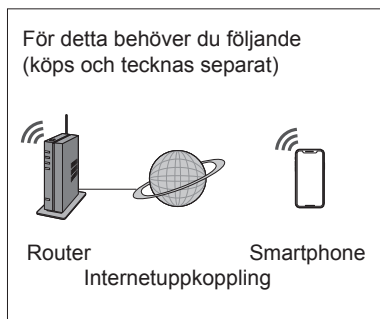 För detta behöver du följande
(köps och tecknas separat)
Router
Smartphone
Internetuppkoppling